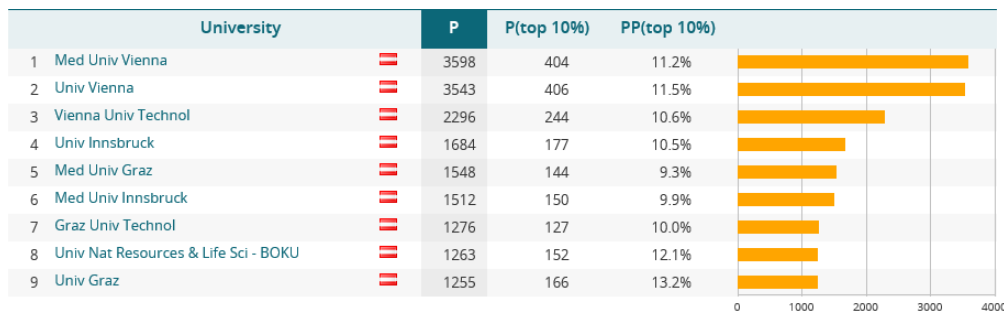 University P P(top 10%) PP(top 10%)
1 Med Univ Vienna 3598 404 11.2%
2 Univ Vienna 3543 406 11.5%
3 Vienna Univ Technol 2296 244 10.6%
4 Univ Innsbruck 1684 177 10.5%
5 Med Univ Graz 1548 144 9.3%
6 Med Univ Innsbruck 1512 150 9.9%
7 Graz Univ Technol 1276 127 10.0%
8 Univ Nat Resources & Life Sci - BOKU 1263 152 12.1%
9 Univ Graz 1255 166 13.2%
0 1000 2000 3000 4000